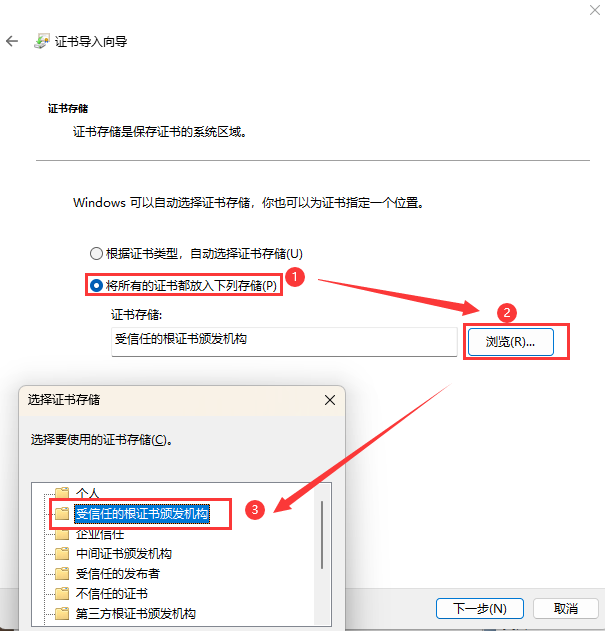 证书导入向导
证书存储
证书存储是保存证书的系统区域。
Windows 可以自动选择证书存储，你也可以为证书指定一个位置。
根据证书类型，自动选择证书存储(U)
将所有的证书都放入下列存储(P)
1
2
证书存储:
受信任的根证书颁发机构
浏览(R)...
选择证书存储
选择要使用的证书存储(C)。
个人
受信任的根证书颁发机构
3
企业信任
中间证书颁发机构
受信任的发布者
不信任的证书
第三方根证书颁发机构
下一步(N)
取消